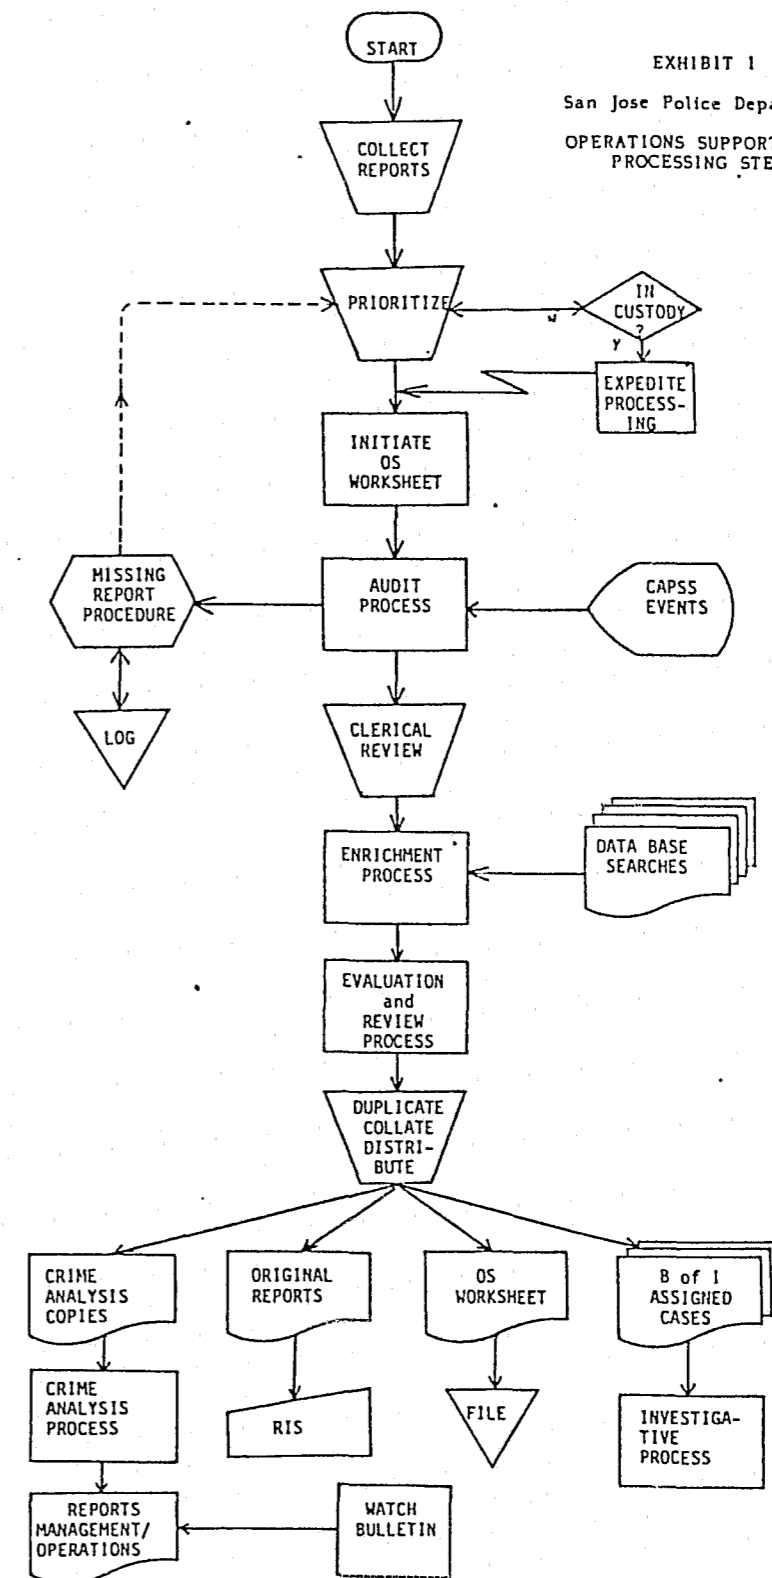 START
EXHIBIT 1
San Jose Police Depa
OPERATIONS SUPPORT
PROCESSING STE
COLLECT
REPORTS
PRIORITIZE
IN
CUSTODY
?
N
Y
EXPEDITE
PROCESS-
ING
INITIATE
OS
WORKSHEET
MISSING
REPORT
PROCEDURE
AUDIT
PROCESS
CAPSS
EVENTS
LOG
CLERICAL
REVIEW
ENRICHMENT
PROCESS
DATA BASE
SEARCHES
EVALUATION
and
REVIEW
PROCESS
DUPLICATE
COLLATE
DISTRI-
BUTE
CRIME
ANALYSIS
COPIES
ORIGINAL
REPORTS
OS
WORKSHEET
B of I
ASSIGNED
CASES
CRIME
ANALYSIS
PROCESS
RIS
FILE
INVESTIGA-
TIVE
PROCESS
REPORTS
MANAGEMENT/
OPERATIONS
WATCH
BULLETIN